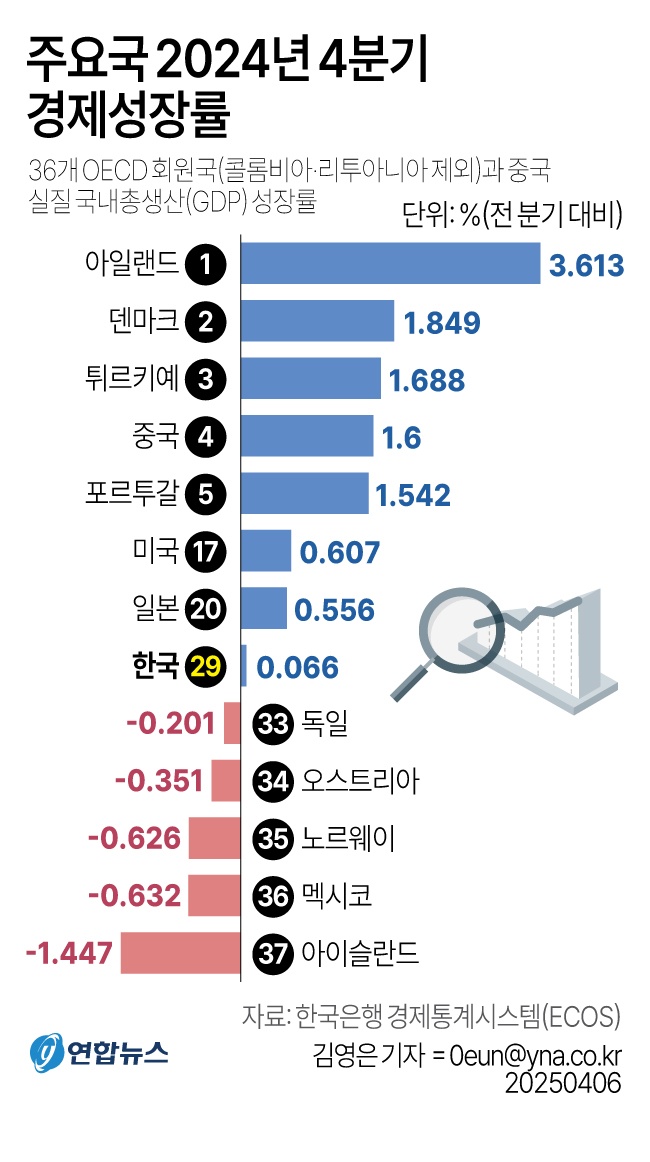 주요국 2024년 4분기
경제성장률
36개 OECD 회원국(콜롬비아·리투아니아 제외)과 중국
실질 국내총생산(GDP) 성장률
단위: %(전 분기 대비)
아일랜드 1 3.613
덴마크 2 1.849
튀르키예 3 1.688
중국 4 1.6
포르투갈 5 1.542
미국 17 0.607
일본 20 0.556
한국 29 0.066
-0.201 33 독일
-0.351 34 오스트리아
-0.626 35 노르웨이
-0.632 36 멕시코
-1.447 37 아이슬란드
자료: 한국은행 경제통계시스템(ECOS)
y 연합뉴스
김영은 기자 = 0eun@yna.co.kr
20250406